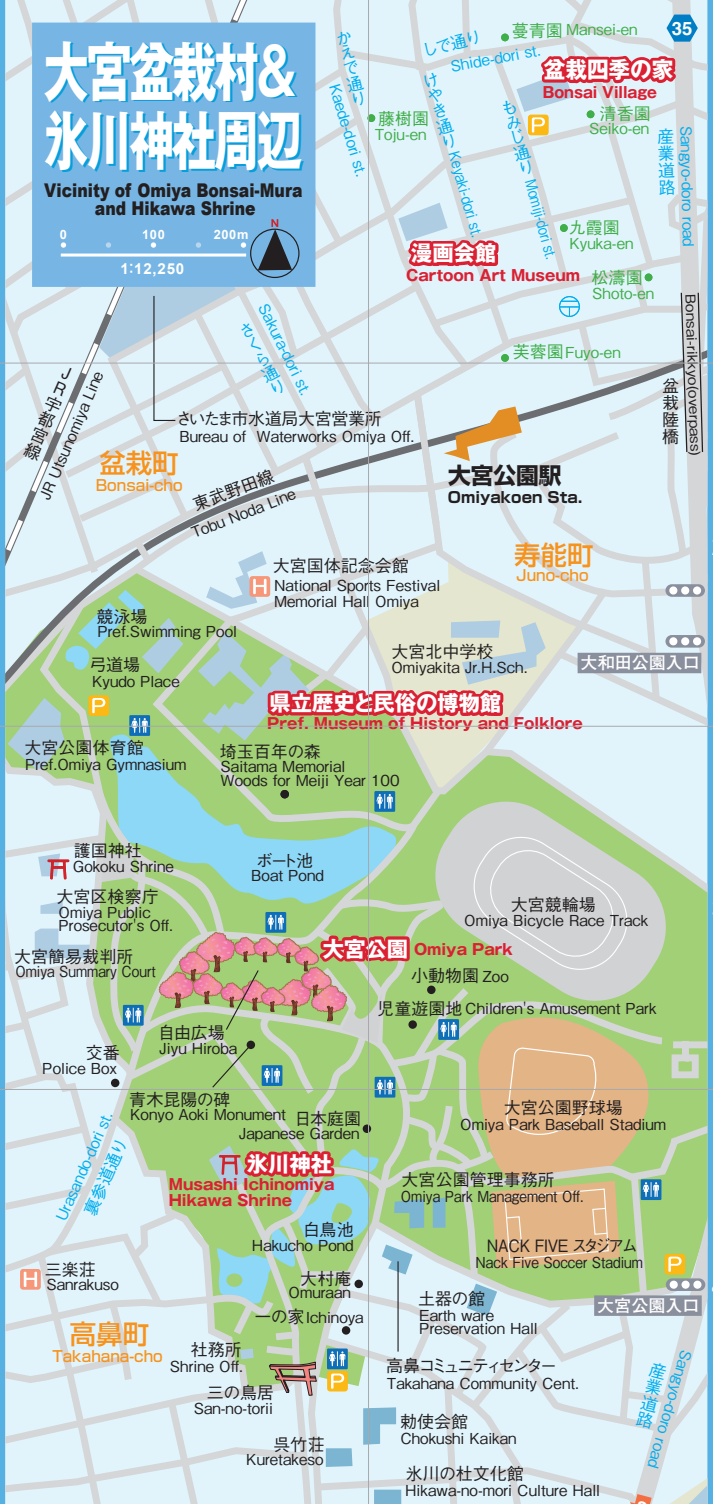 大宮盆栽村&
氷川神社周辺
Vicinity of Omiya Bonsai-Mura
and Hikawa Shrine
0 100 200m
N
1:12,250
35
かえで通り
Kaede-dori st.
しで通り
Shide-dori st.
けやき通り Keyaki-dori st.
もみじ通り Momiji-dori st.
蔓青園 Mansei-en
盆栽四季の家
Bonsai Village
P
藤樹園
Toju-en
清香園
Seiko-en
産業道路
Sangyo-doro road
九霞園
Kyuka-en
漫画会館
Cartoon Art Museum
松濤園
Shoto-en
芙蓉園 Fuyo-en
Bonsai-rikkyo(overpass)
盆栽陸橋
Sakura-dori st.
さくら通り
JR宇都宮線
JR Utsunomiya Line
さいたま市水道局大宮営業所
Bureau of Waterworks Omiya Off.
盆栽町
Bonsai-cho
東武野田線
Tobu Noda Line
大宮公園駅
Omiyakoen Sta.
寿能町
Juno-cho
大宮国体記念会館
H National Sports Festival
Memorial Hall Omiya
競泳場
Pref.Swimming Pool
弓道場
Kyudo Place
P
大宮北中学校
Omiyakita Jr.H.Sch.
大和田公園入口
県立歴史と民俗の博物館
Pref. Museum of History and Folklore
大宮公園体育館
Pref.Omiya Gymnasium
埼玉百年の森
Saitama Memorial
Woods for Meiji Year 100
護国神社
Gokoku Shrine
ボート池
Boat Pond
大宮区検察庁
Omiya Public
Prosecutor's Off.
大宮競輪場
Omiya Bicycle Race Track
大宮簡易裁判所
Omiya Summary Court
大宮公園 Omiya Park
小動物園 Zoo
児童遊園地 Children's Amusement Park
自由広場
Jiyu Hiroba
交番
Police Box
青木昆陽の碑
Konyo Aoki Monument
日本庭園
Japanese Garden
大宮公園野球場
Omiya Park Baseball Stadium
Urasando-dori st.
裏参道通り
氷川神社
Musashi Ichinomiya
Hikawa Shrine
大宮公園管理事務所
Omiya Park Management Off.
白鳥池
Hakucho Pond
NACK FIVE スタジアム
Nack Five Soccer Stadium
P
H 三楽荘
Sanrakuso
大村庵
Omuraan
土器の館
Earth ware
Preservation Hall
大宮公園入口
一の家 Ichinoya
高鼻町
Takahana-cho
社務所
Shrine Off.
P
高鼻コミュニティセンター
Takahana Community Cent.
三の鳥居
San-no-torii
産業道路
Sangyo-doro road
勅使会館
Chokushi Kaikan
呉竹荘
Kuretakeso
氷川の杜文化館
Hikawa-no-mori Culture Hall